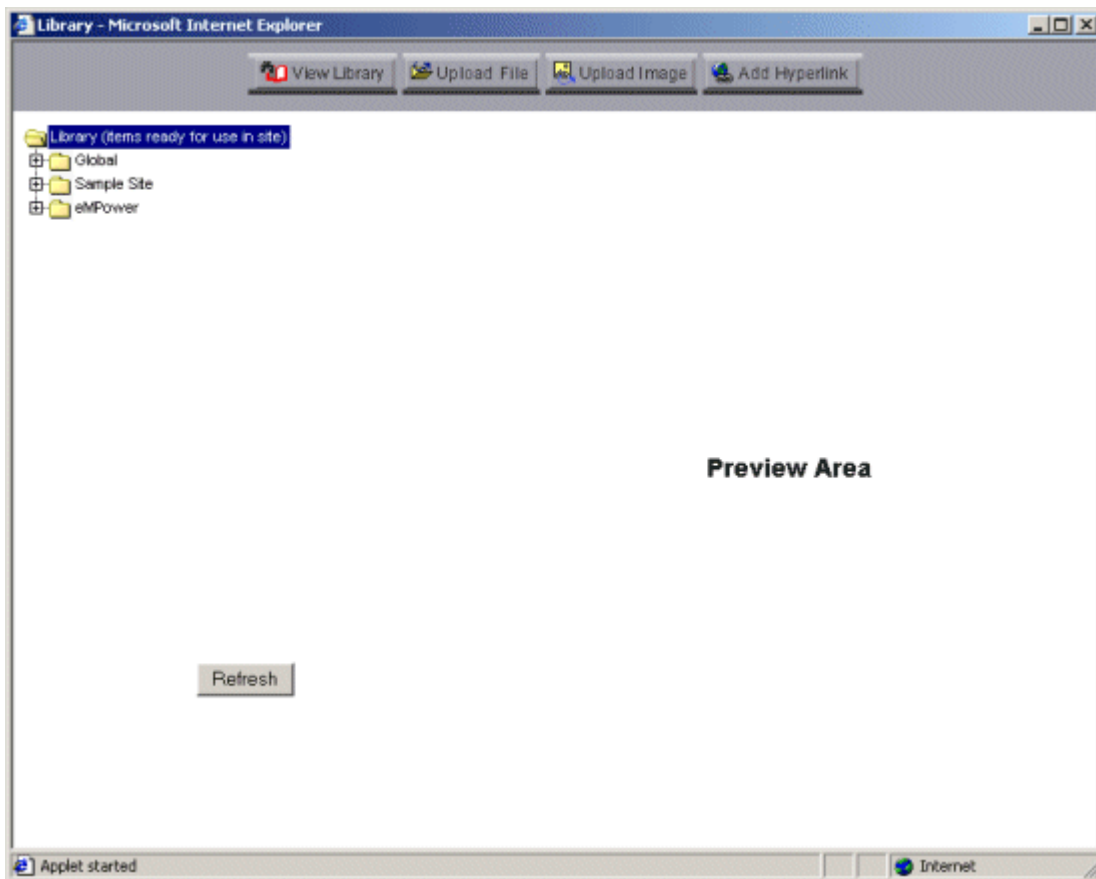 Library - Microsoft Internet Explorer
View Library Upload File Upload Image Add Hyperlink
Library (items ready for use in site)
Global
Sample Site
eMPower
Preview Area
Refresh
Applet started Internet